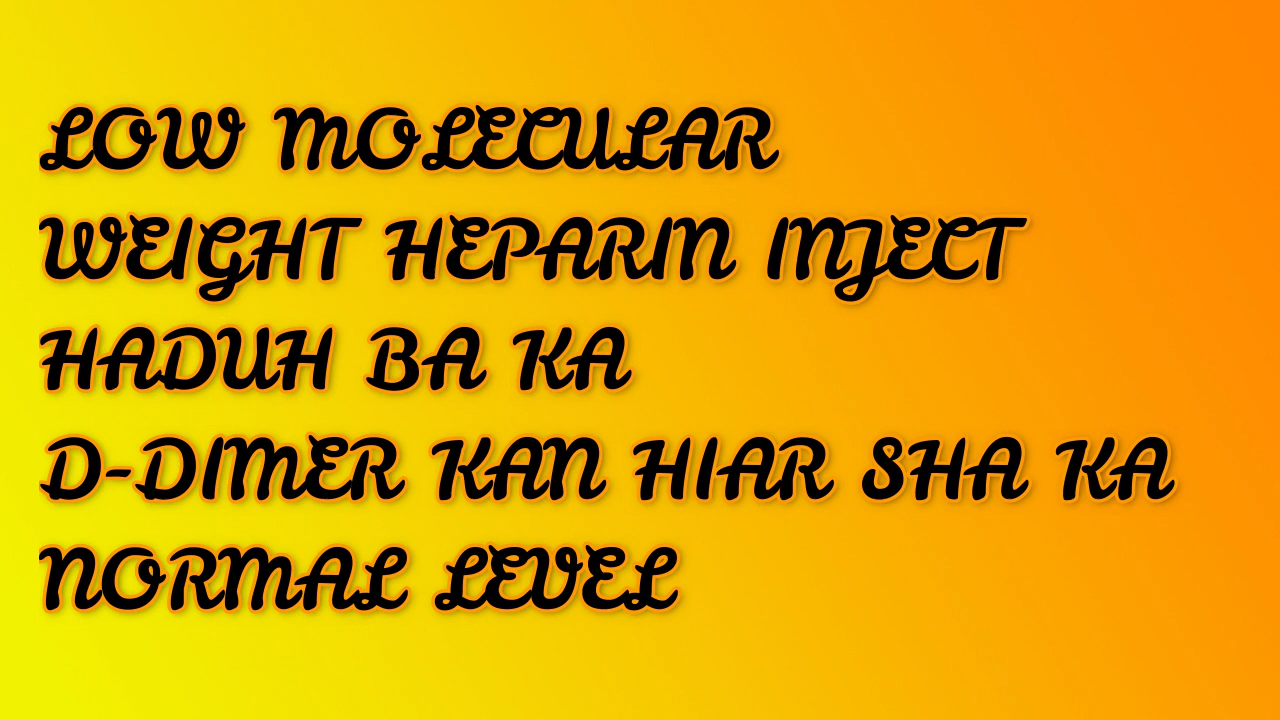 LOW MOLECULAR
WEIGHT HEPARIN INJECT
HADUH BA KA
D-DIMER KAN HIAR SHA KA
NORMAL LEVEL